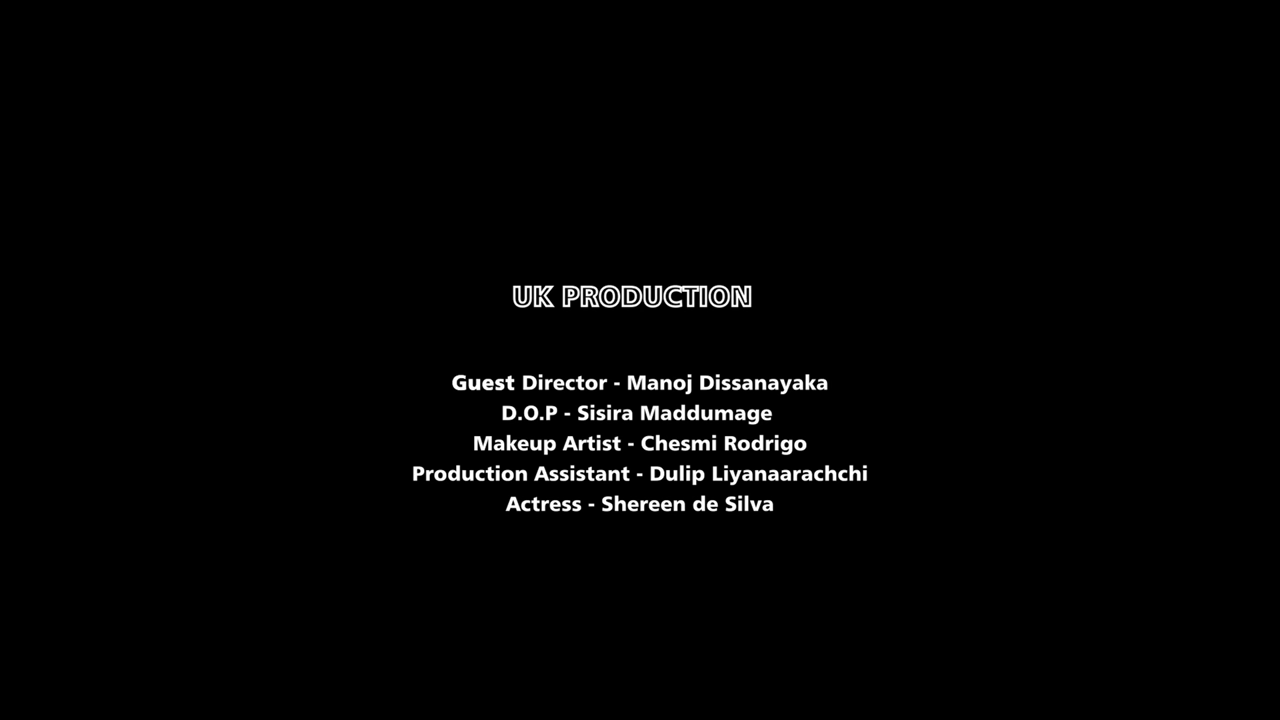 UK PRODUCTION
Guest Director - Manoj Dissanayaka
D.O.P - Sisira Maddumage
Makeup Artist - Chesmi Rodrigo
Production Assistant - Dulip Liyanaarachchi
Actress - Shereen de Silva